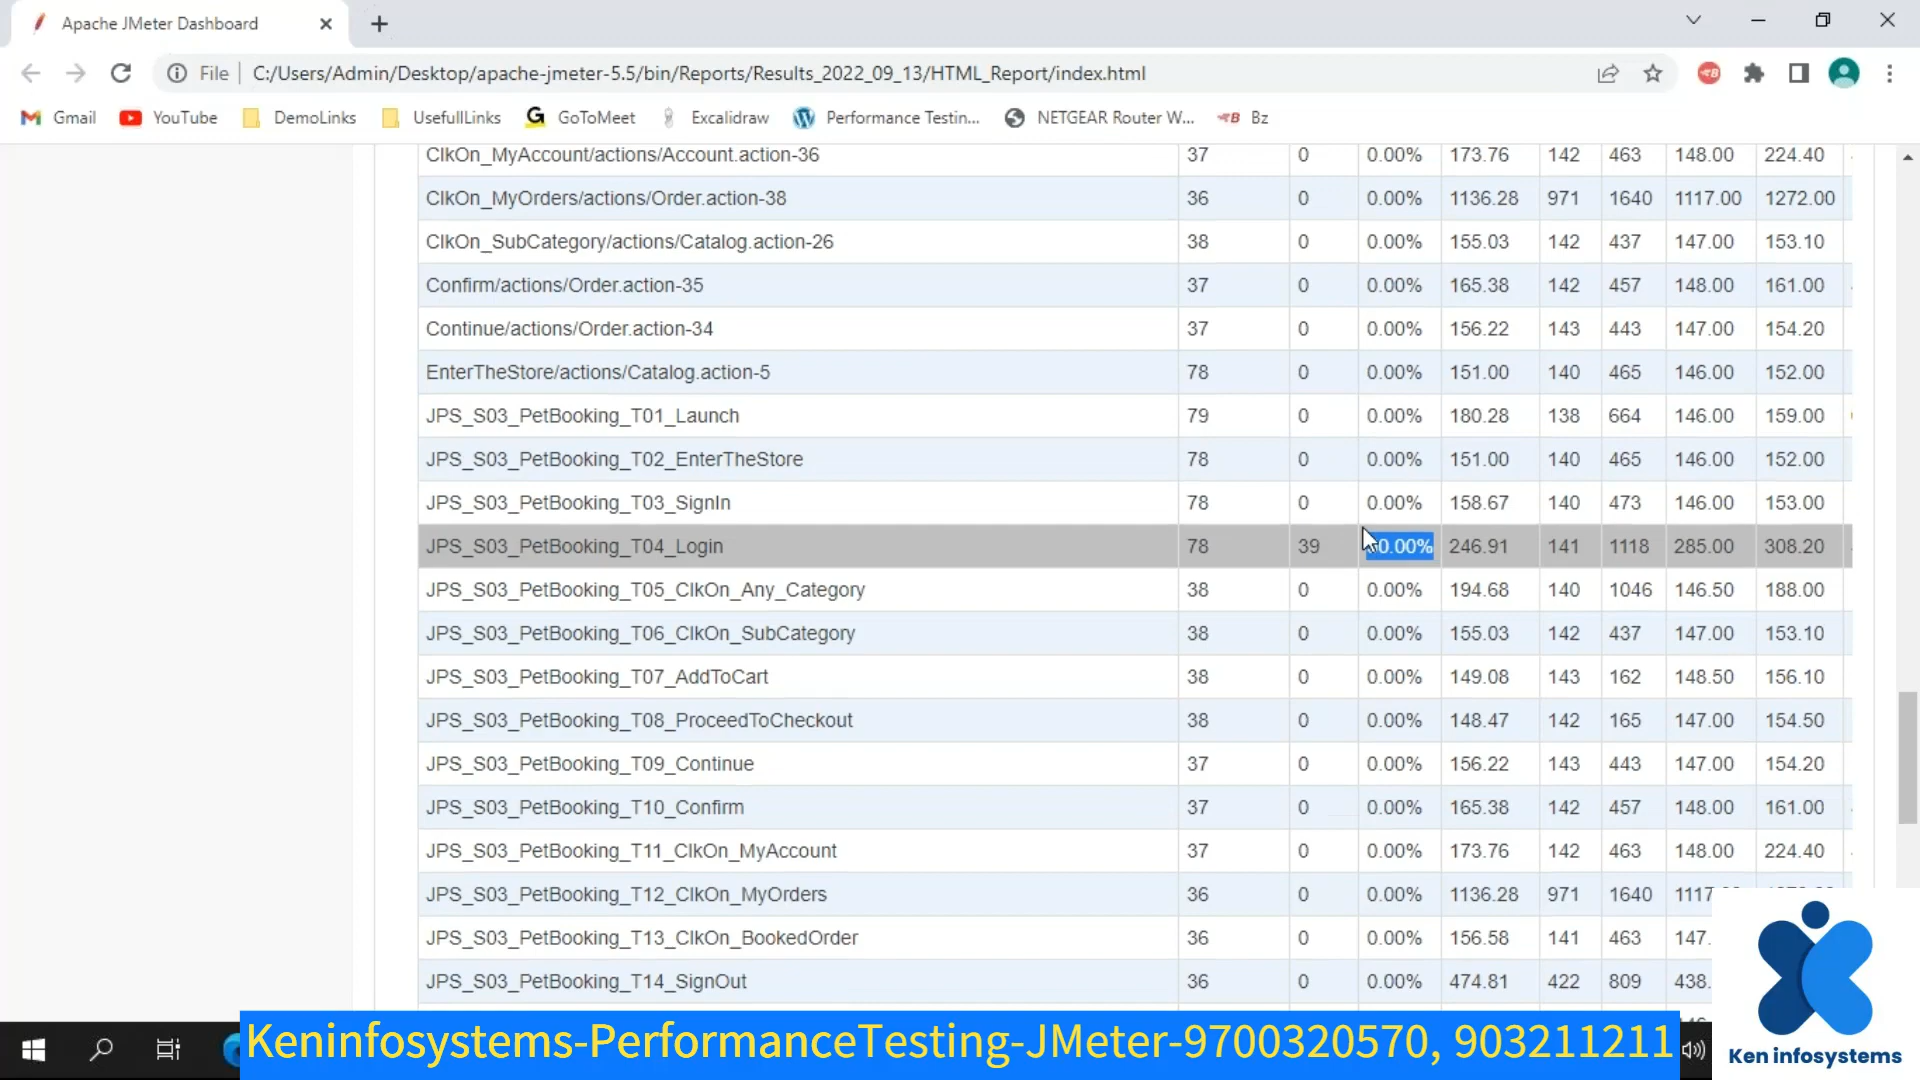 Apache JMeter Dashboard
File C:/Users/Admin/Desktop/apache-jmeter-5.5/bin/Reports/Results_2022_09_13/HTML_Report/index.html
Gmail YouTube DemoLinks UsefullLinks GoToMeet Excalidraw Performance Testin... NETGEAR Router W... Bz
ClkOn_MyAccount/actions/Account.action-36 37 0 0.00% 173.76 142 463 148.00 224.40
ClkOn_MyOrders/actions/Order.action-38 36 0 0.00% 1136.28 971 1640 1117.00 1272.00
ClkOn_SubCategory/actions/Catalog.action-26 38 0 0.00% 155.03 142 437 147.00 153.10
Confirm/actions/Order.action-35 37 0 0.00% 165.38 142 457 148.00 161.00
Continue/actions/Order.action-34 37 0 0.00% 156.22 143 443 147.00 154.20
EnterTheStore/actions/Catalog.action-5 78 0 0.00% 151.00 140 465 146.00 152.00
JPS_S03_PetBooking_T01_Launch 79 0 0.00% 180.28 138 664 146.00 159.00
JPS_S03_PetBooking_T02_EnterTheStore 78 0 0.00% 151.00 140 465 146.00 152.00
JPS_S03_PetBooking_T03_SignIn 78 0 0.00% 158.67 140 473 146.00 153.00
JPS_S03_PetBooking_T04_Login 78 39 0.00% 246.91 141 1118 285.00 308.20
JPS_S03_PetBooking_T05_ClkOn_Any_Category 38 0 0.00% 194.68 140 1046 146.50 188.00
JPS_S03_PetBooking_T06_ClkOn_SubCategory 38 0 0.00% 155.03 142 437 147.00 153.10
JPS_S03_PetBooking_T07_AddToCart 38 0 0.00% 149.08 143 162 148.50 156.10
JPS_S03_PetBooking_T08_ProceedToCheckout 38 0 0.00% 148.47 142 165 147.00 154.50
JPS_S03_PetBooking_T09_Continue 37 0 0.00% 156.22 143 443 147.00 154.20
JPS_S03_PetBooking_T10_Confirm 37 0 0.00% 165.38 142 457 148.00 161.00
JPS_S03_PetBooking_T11_ClkOn_MyAccount 37 0 0.00% 173.76 142 463 148.00 224.40
JPS_S03_PetBooking_T12_ClkOn_MyOrders 36 0 0.00% 1136.28 971 1640 1117
JPS_S03_PetBooking_T13_ClkOn_BookedOrder 36 0 0.00% 156.58 141 463 147.
JPS_S03_PetBooking_T14_SignOut 36 0 0.00% 474.81 422 809 438.
Keninfosystems-PerformanceTesting-JMeter-9700320570, 903211211
Ken infosystems